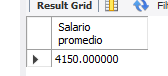 Result Grid
Salario
promedio
4150.000000